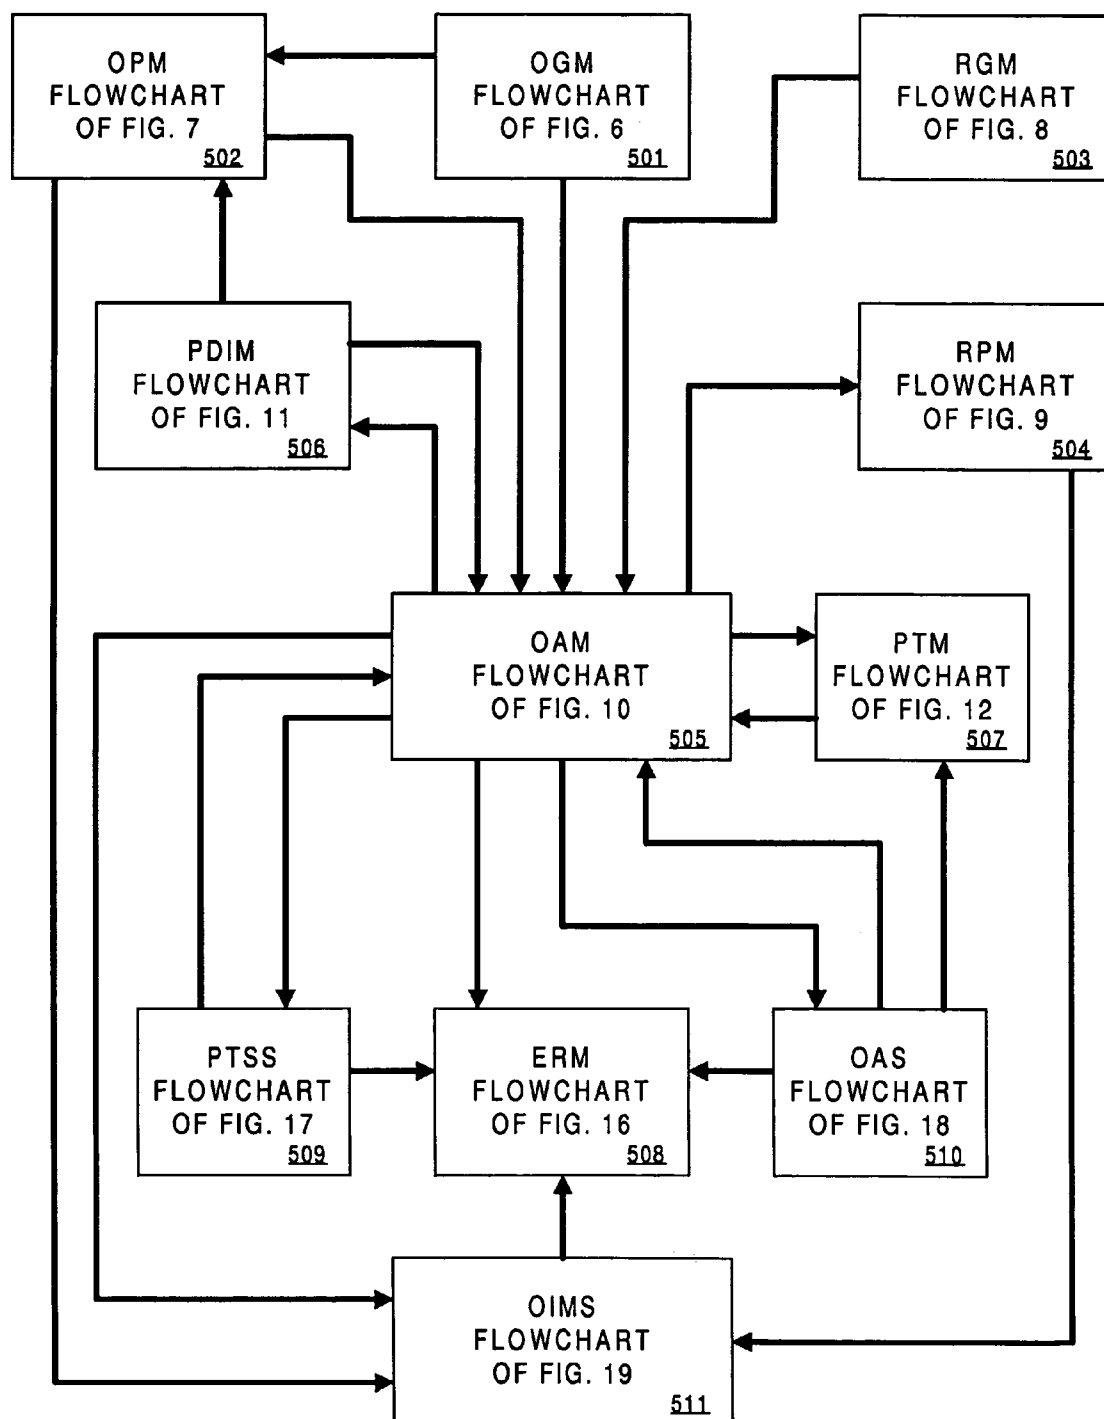 OPM
FLOWCHART
OF FIG. 7
502
OGM
FLOWCHART
OF FIG. 6
501
RGM
FLOWCHART
OF FIG. 8
503
PDIM
FLOWCHART
OF FIG. 11
506
RPM
FLOWCHART
OF FIG. 9
504
OAM
FLOWCHART
OF FIG. 10
505
PTM
FLOWCHART
OF FIG. 12
507
PTSS
FLOWCHART
OF FIG. 17
509
ERM
FLOWCHART
OF FIG. 16
508
OAS
FLOWCHART
OF FIG. 18
510
OIMS
FLOWCHART
OF FIG. 19
511